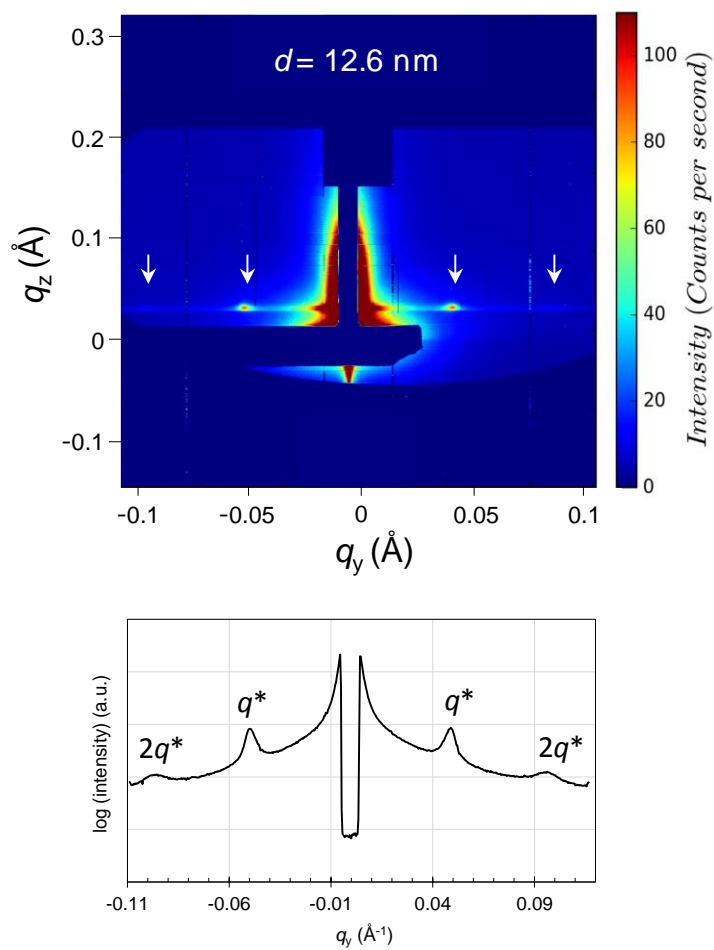 d = 12.6 nm
0.3
0.2
0.1
0
-0.1
qz (Å)
-0.1
-0.05
0
0.05
0.1
qy (Å)
100
80
60
40
20
0
Intensity (Counts per second)
q*
q*
2q*
2q*
log (intensity) (a.u.)
-0.11
-0.06
-0.01
0.04
0.09
qy (Å-1)